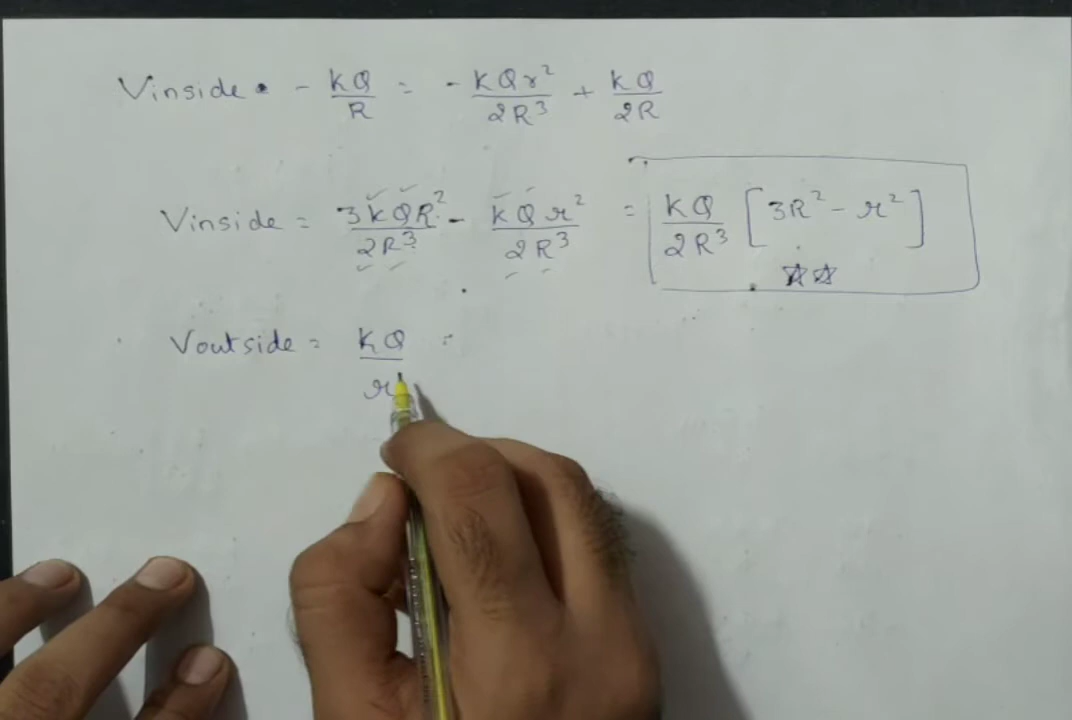 Vinside - - kQ/R = - kQr²/2R³ + kQ/2R
Vinside = 3kQR²/2R³ - kQr²/2R³ = kQ/2R³ [3R² - r²]
☆☆
Voutside = kQ/r =